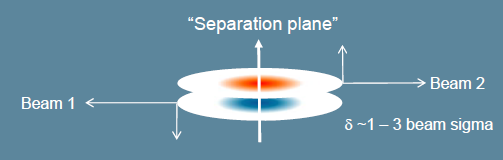 “Separation plane”
Beam 2
Beam 1
δ ~1 – 3 beam sigma